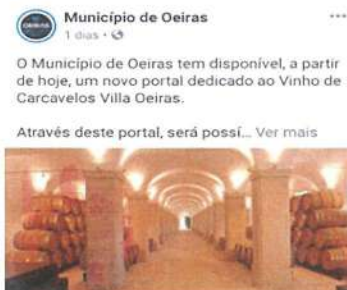 Município de Oeiras
1 dias ·
O Município de Oeiras tem disponível, a partir
de hoje, um novo portal dedicado ao Vinho de
Carcavelos Villa Oeiras.
Através deste portal, será possí... Ver mais